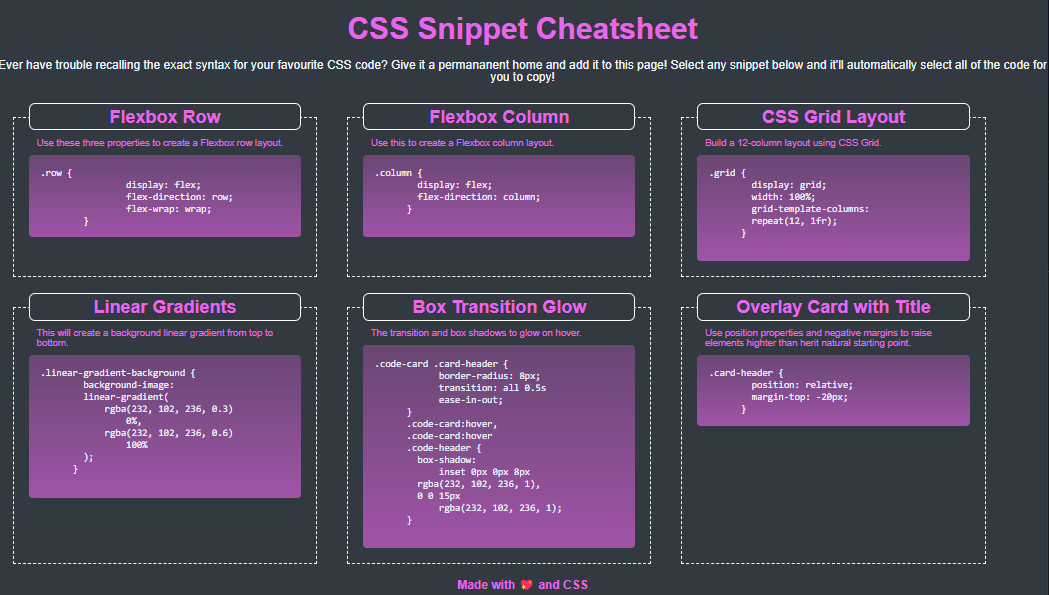 CSS Snippet Cheatsheet
Ever have trouble recalling the exact syntax for your favourite CSS code? Give it a permananent home and add it to this page! Select any snippet below and it'll automatically select all of the code for
you to copy!
Flexbox Row
Use these three properties to create a Flexbox row layout.
.row {
display: flex;
flex-direction: row;
flex-wrap: wrap;
}
Flexbox Column
Use this to create a Flexbox column layout.
.column {
display: flex;
flex-direction: column;
}
CSS Grid Layout
Build a 12-column layout using CSS Grid.
.grid {
display: grid;
width: 100%;
grid-template-columns:
repeat(12, 1fr);
}
Linear Gradients
This will create a background linear gradient from top to
bottom.
.linear-gradient-background {
background-image:
linear-gradient(
rgba(232, 102, 236, 0.3)
0%,
rgba(232, 102, 236, 0.6)
100%
);
}
Box Transition Glow
The transition and box shadows to glow on hover.
.code-card .card-header {
border-radius: 8px;
transition: all 0.5s
ease-in-out;
}
.code-card:hover,
.code-card:hover
.code-header {
box-shadow:
inset 0px 0px 8px
rgba(232, 102, 236, 1),
0 0 15px
rgba(232, 102, 236, 1);
}
Overlay Card with Title
Use position properties and negative margins to raise
elements highter than herit natural starting point.
.card-header {
position: relative;
margin-top: -20px;
}
Made with 💖 and CSS